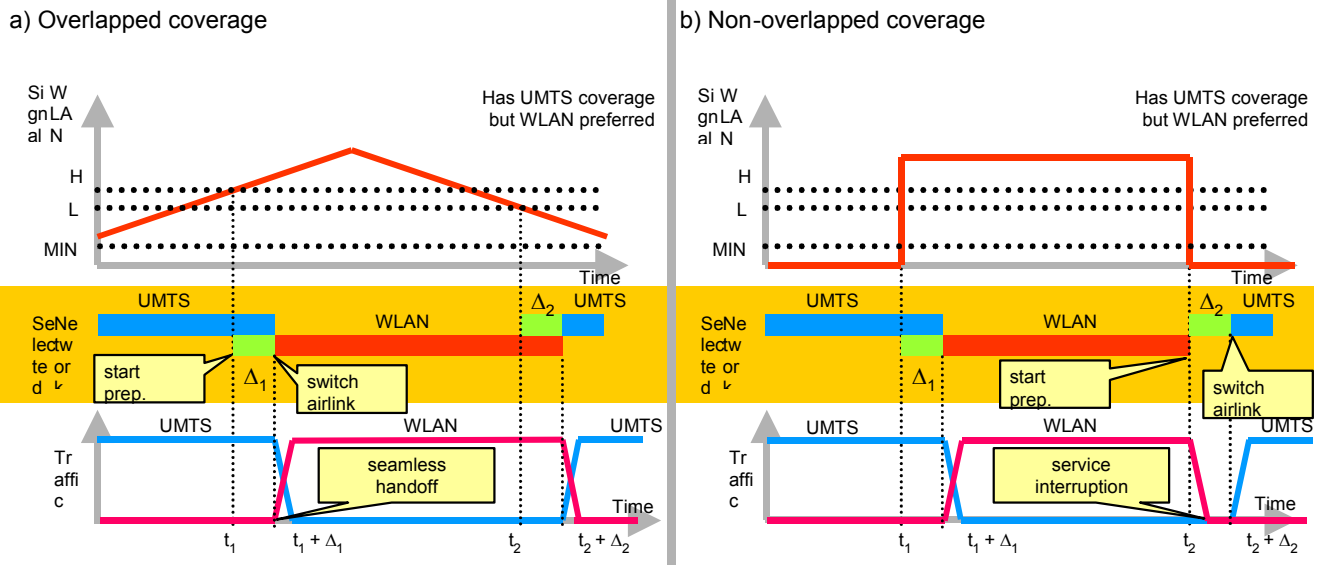 a) Overlapped coverage
Si W
gn LA
al N
Has UMTS coverage
but WLAN preferred
H
L
MIN
Time
UMTS
Δ2
UMTS
WLAN
Se Ne
lect tw
te or
d k
start
prep.
Δ1
switch
airlink
UMTS
WLAN
UMTS
Tr
affi
c
seamless
handoff
Time
t1
t1 + Δ1
t2
t2 + Δ2
b) Non-overlapped coverage
Si W
gn LA
al N
Has UMTS coverage
but WLAN preferred
H
L
MIN
Time
UMTS
Δ2
UMTS
WLAN
Se Ne
lect tw
te or
d k
Δ1
start
prep.
switch
airlink
UMTS
WLAN
UMTS
Tr
affi
c
service
interruption
Time
t1
t1 + Δ1
t2
t2 + Δ2